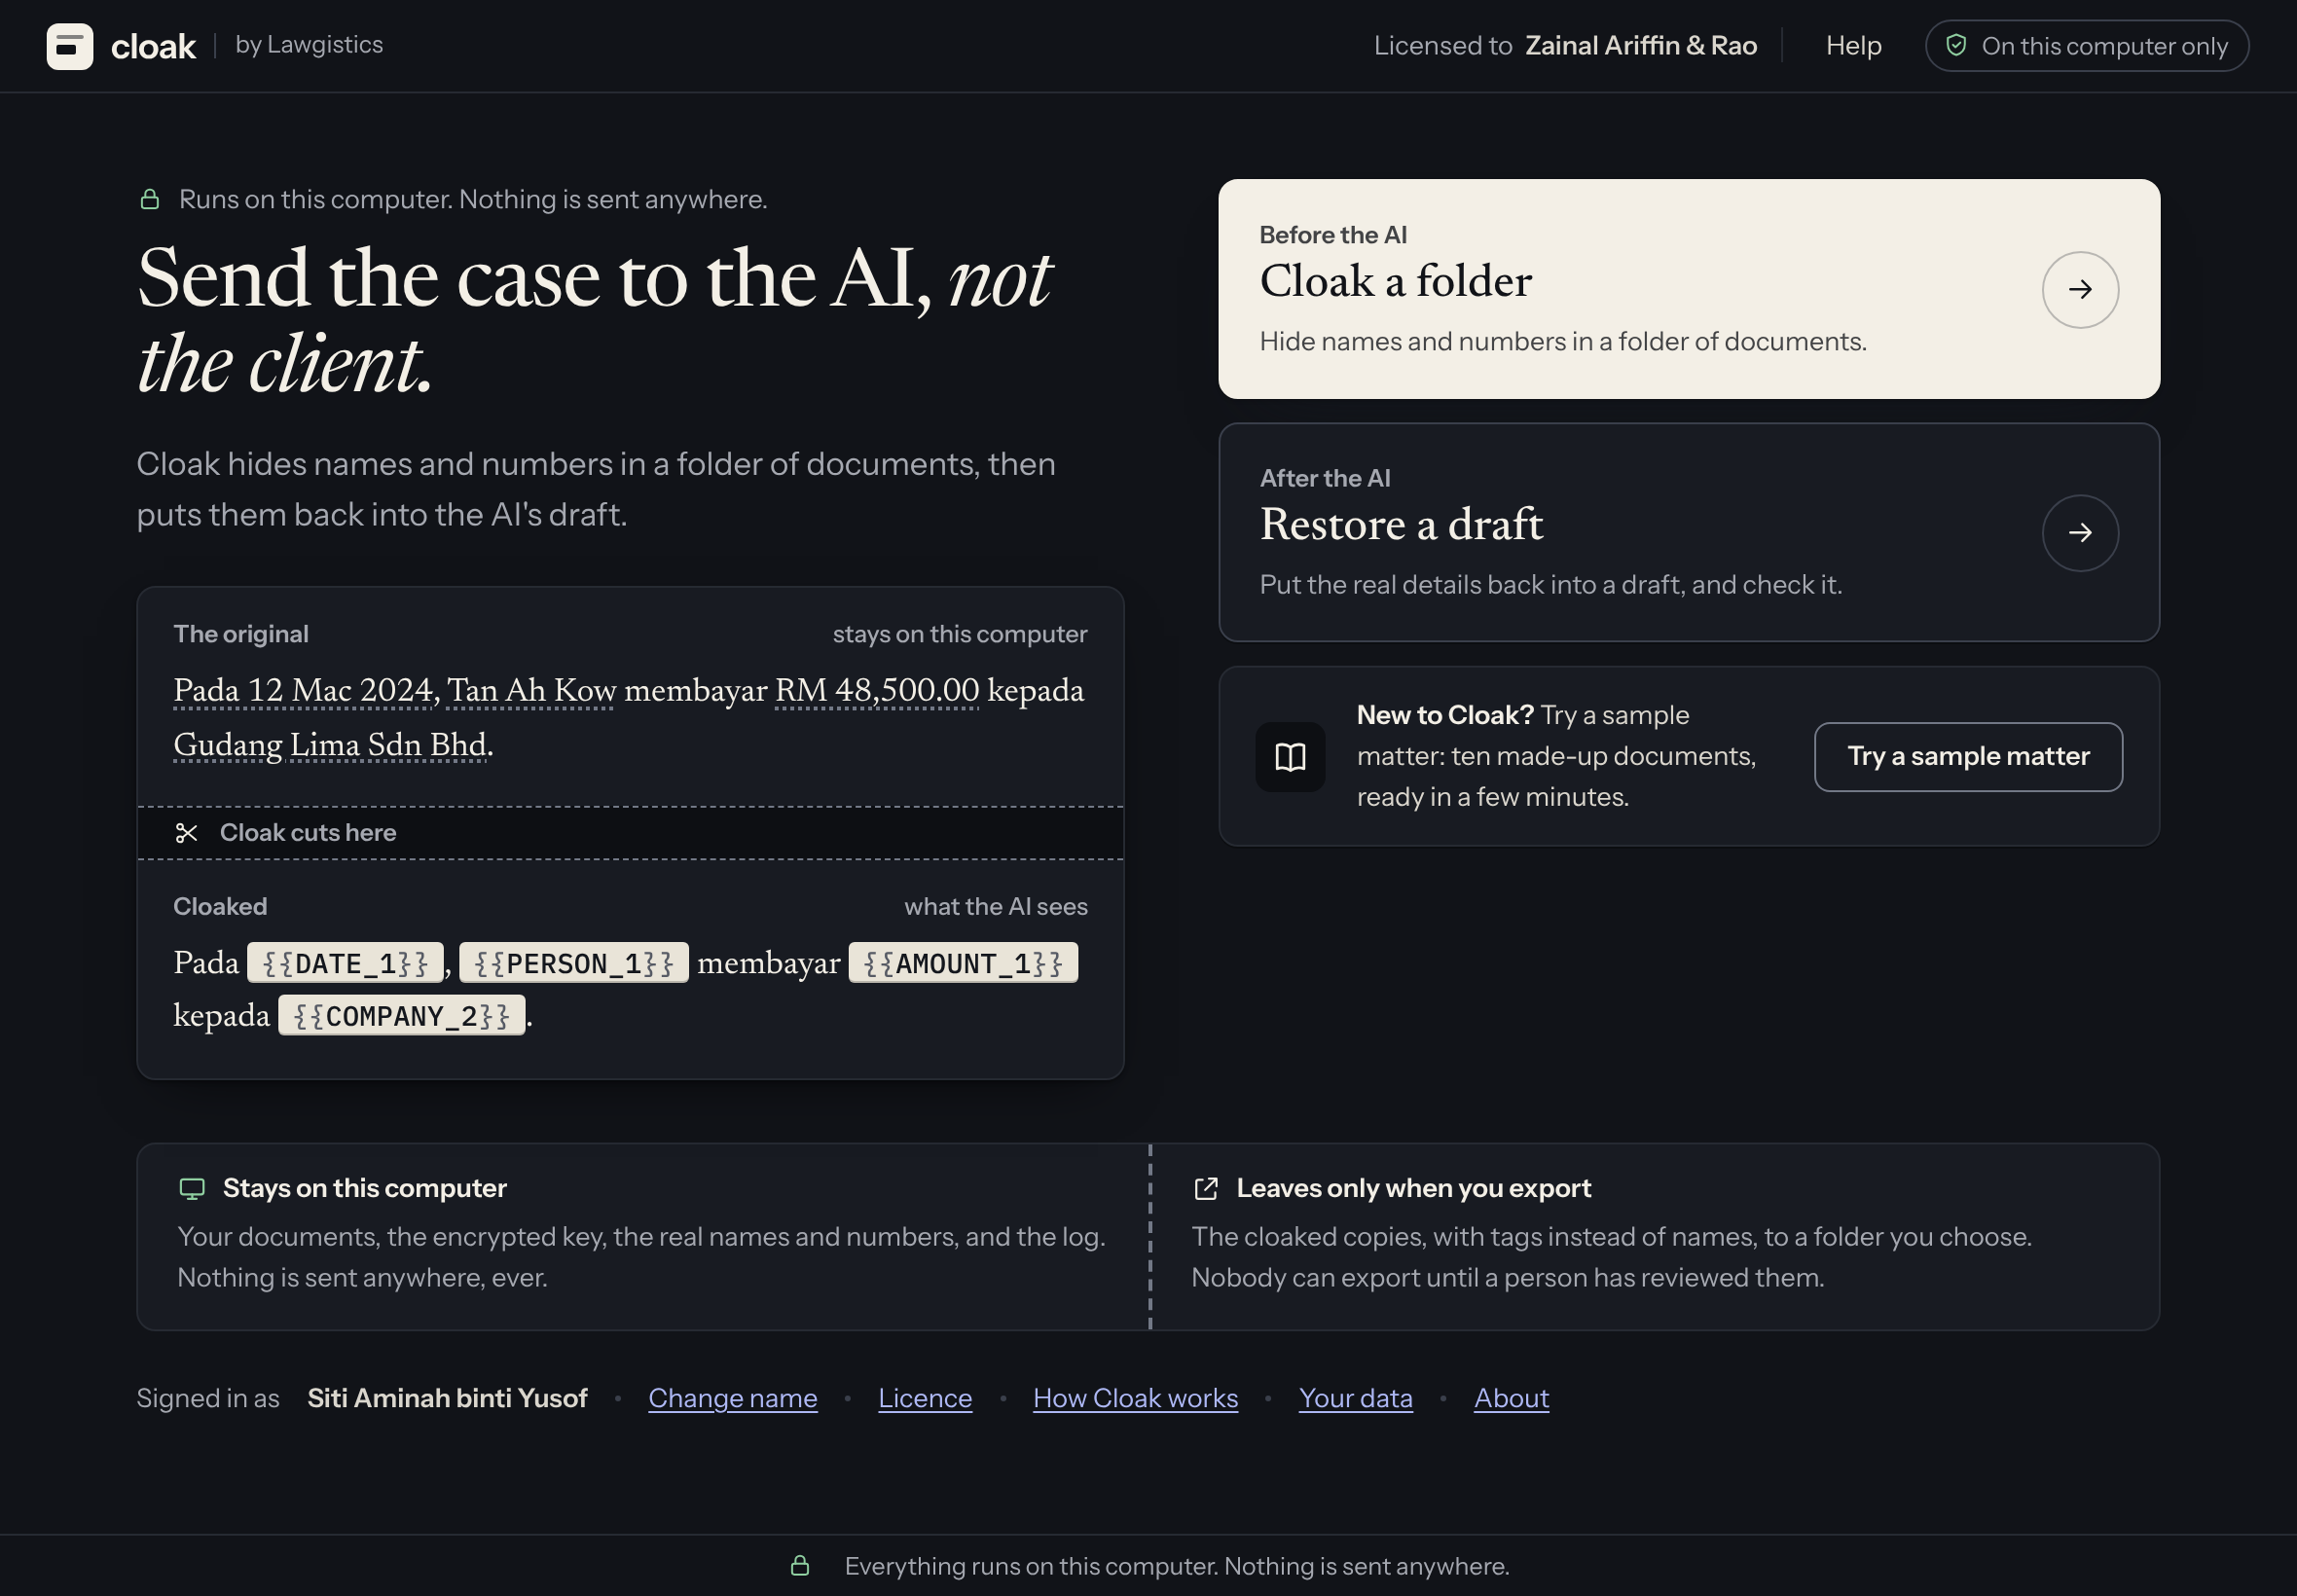 cloak
by Lawgistics
Licensed to Zainal Ariffin & Rao
Help
On this computer only
Runs on this computer. Nothing is sent anywhere.
Send the case to the AI, not
the client.
Cloak hides names and numbers in a folder of documents, then
puts them back into the AI's draft.
The original
stays on this computer
Pada 12 Mac 2024, Tan Ah Kow membayar RM 48,500.00 kepada
Gudang Lima Sdn Bhd.
Cloak cuts here
Cloaked
what the AI sees
Pada {{DATE_1}}, {{PERSON_1}} membayar {{AMOUNT_1}}
kepada {{COMPANY_2}}.
Before the AI
Cloak a folder
Hide names and numbers in a folder of documents.
After the AI
Restore a draft
Put the real details back into a draft, and check it.
New to Cloak? Try a sample
matter: ten made-up documents,
ready in a few minutes.
Try a sample matter
Stays on this computer
Your documents, the encrypted key, the real names and numbers, and the log.
Nothing is sent anywhere, ever.
Leaves only when you export
The cloaked copies, with tags instead of names, to a folder you choose.
Nobody can export until a person has reviewed them.
Signed in as Siti Aminah binti Yusof • Change name • Licence • How Cloak works • Your data • About
Everything runs on this computer. Nothing is sent anywhere.